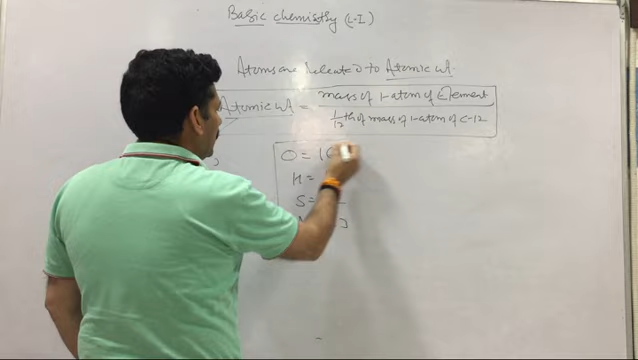 Basic chemistry (L-I)
Atoms are related to Atomic wt.
Atomic wt = mass of 1-atom of Element
1/12 th of mass of 1-atom of C-12
O = 1
H =
S =